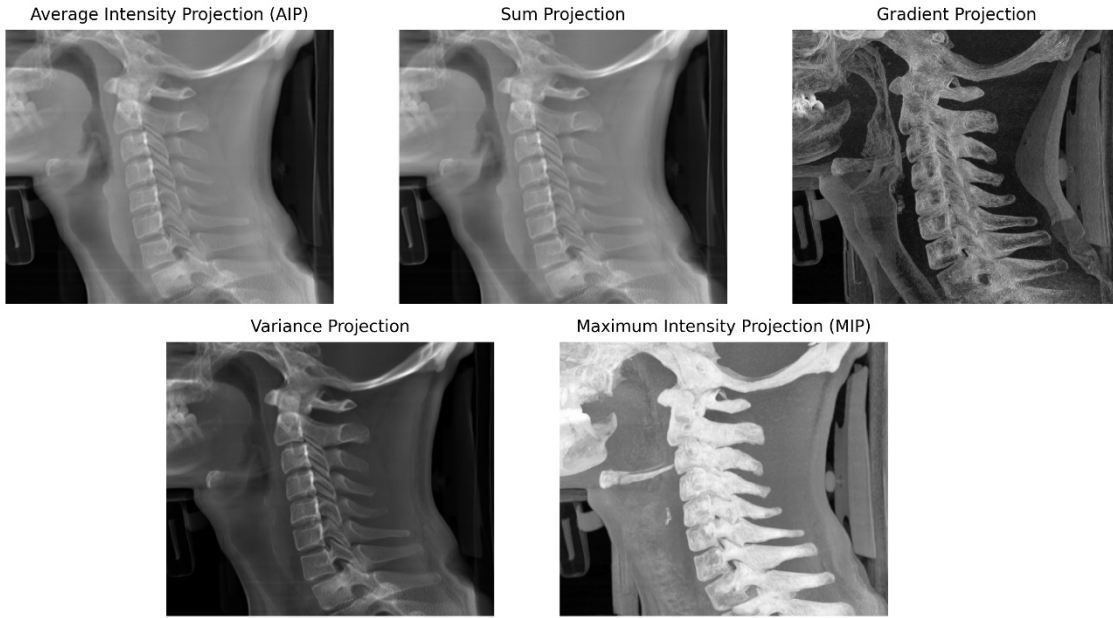 Average Intensity Projection (AIP)
Sum Projection
Gradient Projection
Variance Projection
Maximum Intensity Projection (MIP)